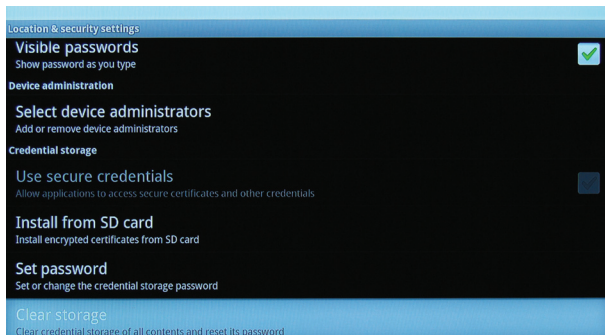 Location & security settings
Visible passwords
Show password as you type
Device administration
Select device administrators
Add or remove device administrators
Credential storage
Use secure credentials
Allow applications to access secure certificates and other credentials
Install from SD card
Install encrypted certificates from SD card
Set password
Set or change the credential storage password
Clear storage
Clear credential storage of all contents and reset its password